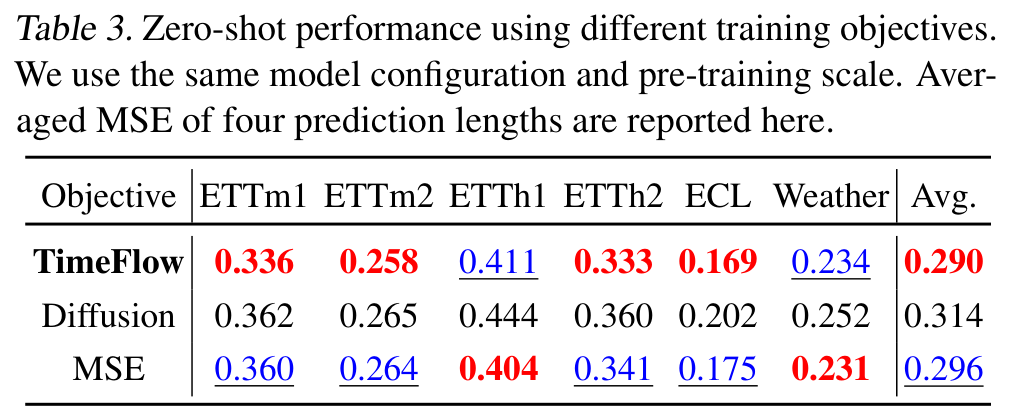 Table 3. Zero-shot performance using different training objectives.
We use the same model configuration and pre-training scale. Aver-
aged MSE of four prediction lengths are reported here.
Objective ETTm1 ETTm2 ETTh1 ETTh2 ECL Weather Avg.
TimeFlow 0.336 0.258 0.411 0.333 0.169 0.234 0.290
Diffusion 0.362 0.265 0.444 0.360 0.202 0.252 0.314
MSE 0.360 0.264 0.404 0.341 0.175 0.231 0.296